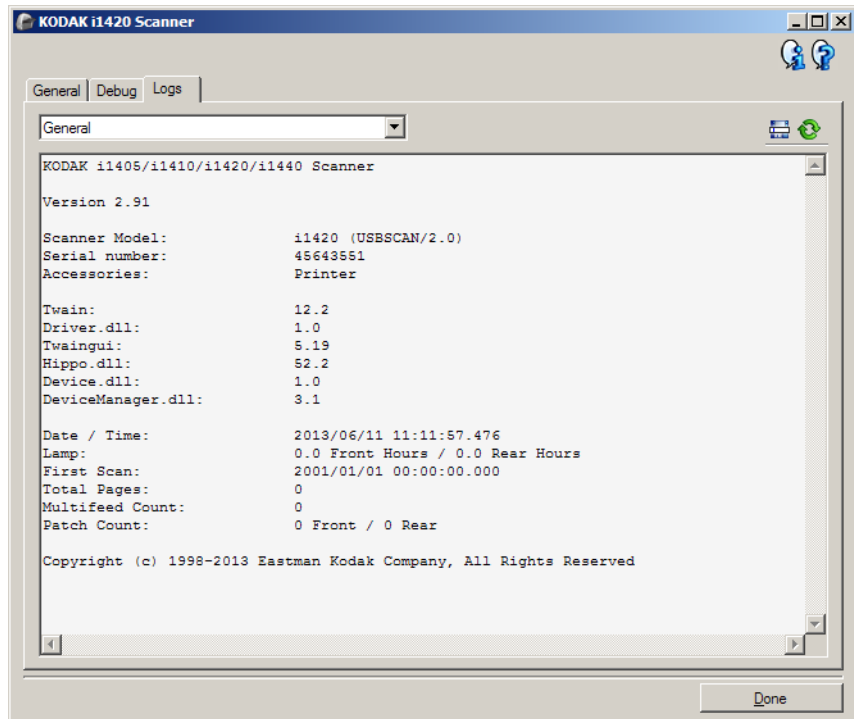 KODAK i1420 Scanner
General Debug Logs
General
KODAK i1405/i1410/i1420/i1440 Scanner
Version 2.91
Scanner Model: i1420 (USBSCAN/2.0)
Serial number: 45643551
Accessories: Printer
Twain: 12.2
Driver.dll: 1.0
Twaingui: 5.19
Hippo.dll: 52.2
Device.dll: 1.0
DeviceManager.dll: 3.1
Date / Time: 2013/06/11 11:11:57.476
Lamp: 0.0 Front Hours / 0.0 Rear Hours
First Scan: 2001/01/01 00:00:00.000
Total Pages: 0
Multifeed Count: 0
Patch Count: 0 Front / 0 Rear
Copyright (c) 1998-2013 Eastman Kodak Company, All Rights Reserved
Done